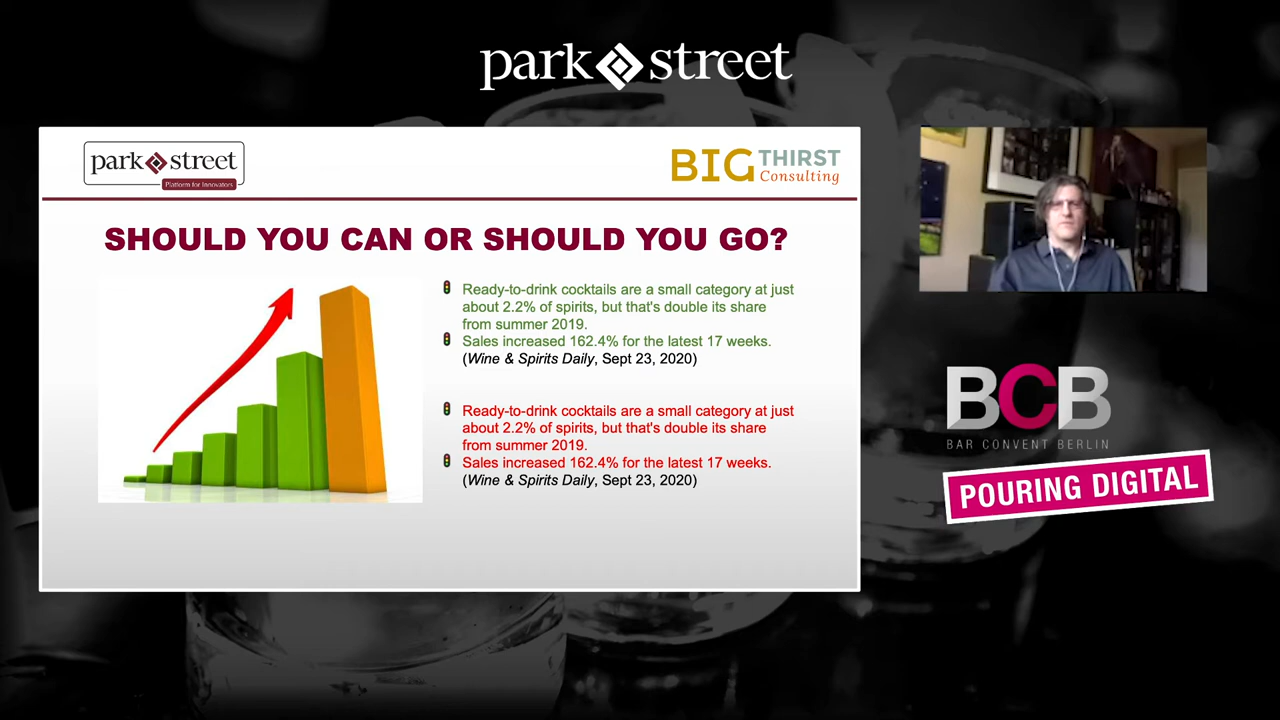 park street
park street
Platform for Innovators
BIG THIRST
Consulting
SHOULD YOU CAN OR SHOULD YOU GO?
Ready-to-drink cocktails are a small category at just
about 2.2% of spirits, but that's double its share
from summer 2019.
Sales increased 162.4% for the latest 17 weeks.
(Wine & Spirits Daily, Sept 23, 2020)
Ready-to-drink cocktails are a small category at just
about 2.2% of spirits, but that's double its share
from summer 2019.
Sales increased 162.4% for the latest 17 weeks.
(Wine & Spirits Daily, Sept 23, 2020)
BCB
BAR CONVENT BERLIN
POURING DIGITAL